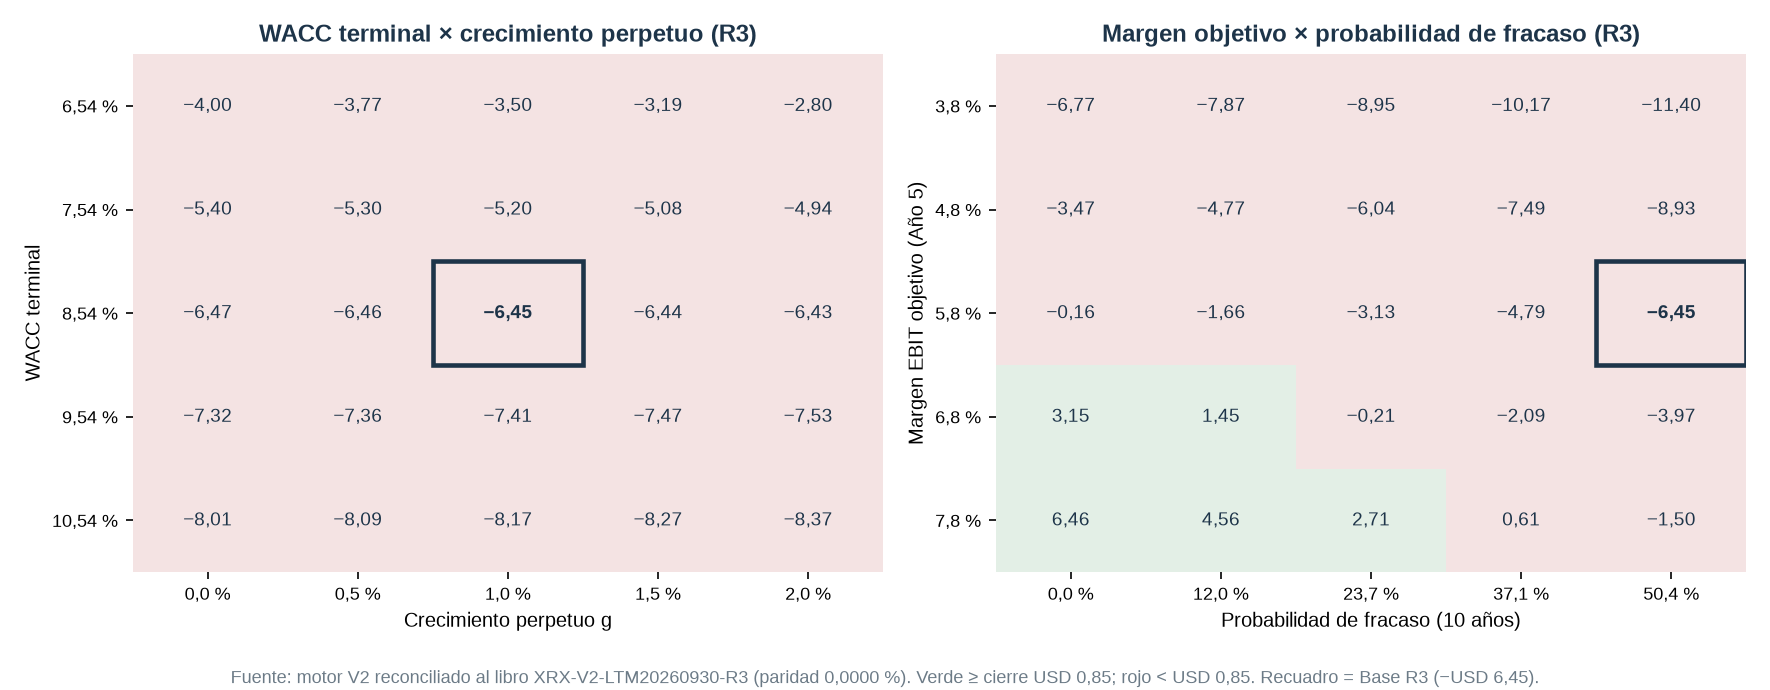 WACC terminal × crecimiento perpetuo (R3)
WACC terminal
6,54 % −4,00 −3,77 −3,50 −3,19 −2,80
7,54 % −5,40 −5,30 −5,20 −5,08 −4,94
8,54 % −6,47 −6,46 −6,45 −6,44 −6,43
9,54 % −7,32 −7,36 −7,41 −7,47 −7,53
10,54 % −8,01 −8,09 −8,17 −8,27 −8,37
0,0 % 0,5 % 1,0 % 1,5 % 2,0 %
Crecimiento perpetuo g
Margen objetivo × probabilidad de fracaso (R3)
Margen EBIT objetivo (Año 5)
3,8 % −6,77 −7,87 −8,95 −10,17 −11,40
4,8 % −3,47 −4,77 −6,04 −7,49 −8,93
5,8 % −0,16 −1,66 −3,13 −4,79 −6,45
6,8 % 3,15 1,45 −0,21 −2,09 −3,97
7,8 % 6,46 4,56 2,71 0,61 −1,50
0,0 % 12,0 % 23,7 % 37,1 % 50,4 %
Probabilidad de fracaso (10 años)
Fuente: motor V2 reconciliado al libro XRX-V2-LTM20260930-R3 (paridad 0,0000 %). Verde ≥ cierre USD 0,85; rojo < USD 0,85. Recuadro = Base R3 (−USD 6,45).